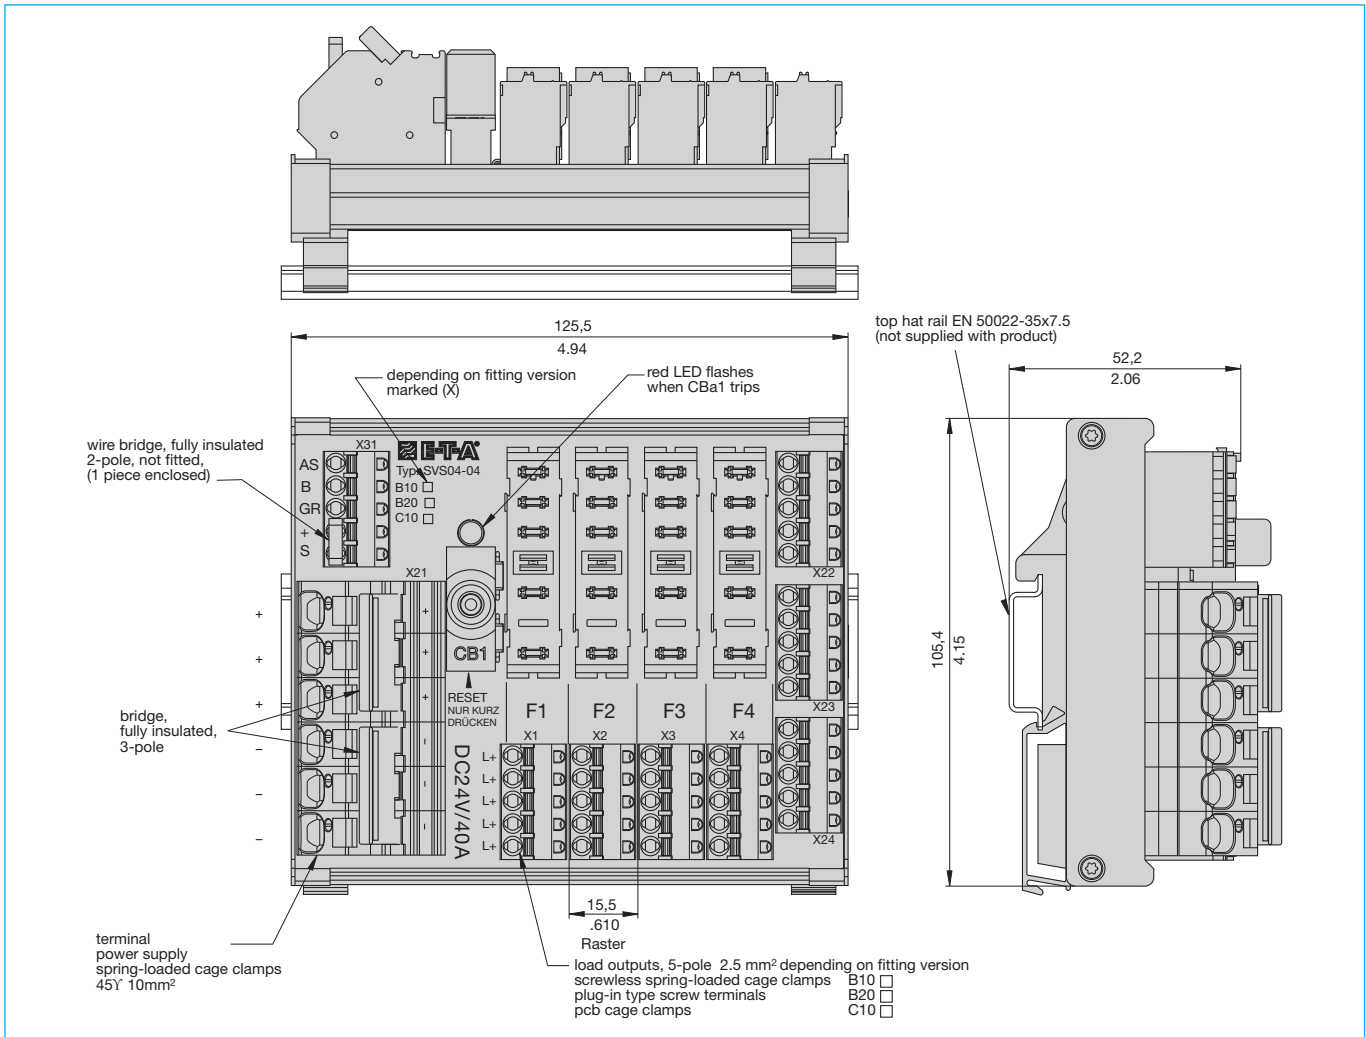 125,5
4.94
top hat rail EN 50022-35x7.5
(not supplied with product)
52,2
2.06
depending on fitting version
marked (X)
red LED flashes
when CBa1 trips
wire bridge, fully insulated
2-pole, not fitted,
(1 piece enclosed)
X31
E-T-A
Typ SVS04-04
AS
B
GR
+
S
B10
B20
C10
X21
X22
+
+
+
-
-
-
+
+
+
-
-
-
CB1
RESET
NUR KURZ
DRÜCKEN
105,4
4.15
bridge,
fully insulated,
3-pole
F1
F2
F3
F4
X23
X1
X2
X3
X4
DC24V/40A
L+
L+
L+
L+
L+
X24
15,5
.610
Raster
terminal
power supply
spring-loaded cage clamps
45ϒ 10mm²
load outputs, 5-pole 2.5 mm² depending on fitting version
screwless spring-loaded cage clamps B10
plug-in type screw terminals B20
pcb cage clamps C10